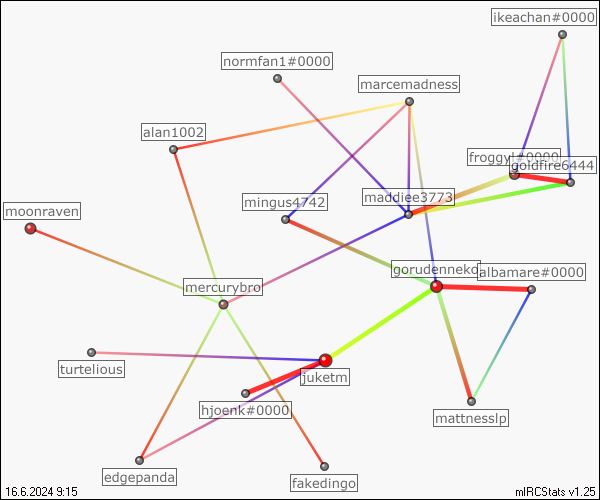 ikeachan#0000
normfan1#0000
marcemadness
alan1002
froggyl#0000
goldfire6444
mingus4742
maddiee3773
moonraven
gorudenneko
albamare#0000
mercurybro
turtelious
juketm
hjoenk#0000
mattnesslp
edgepanda
fakedingo
16.6.2024 9:15
mIRCStats v1.25